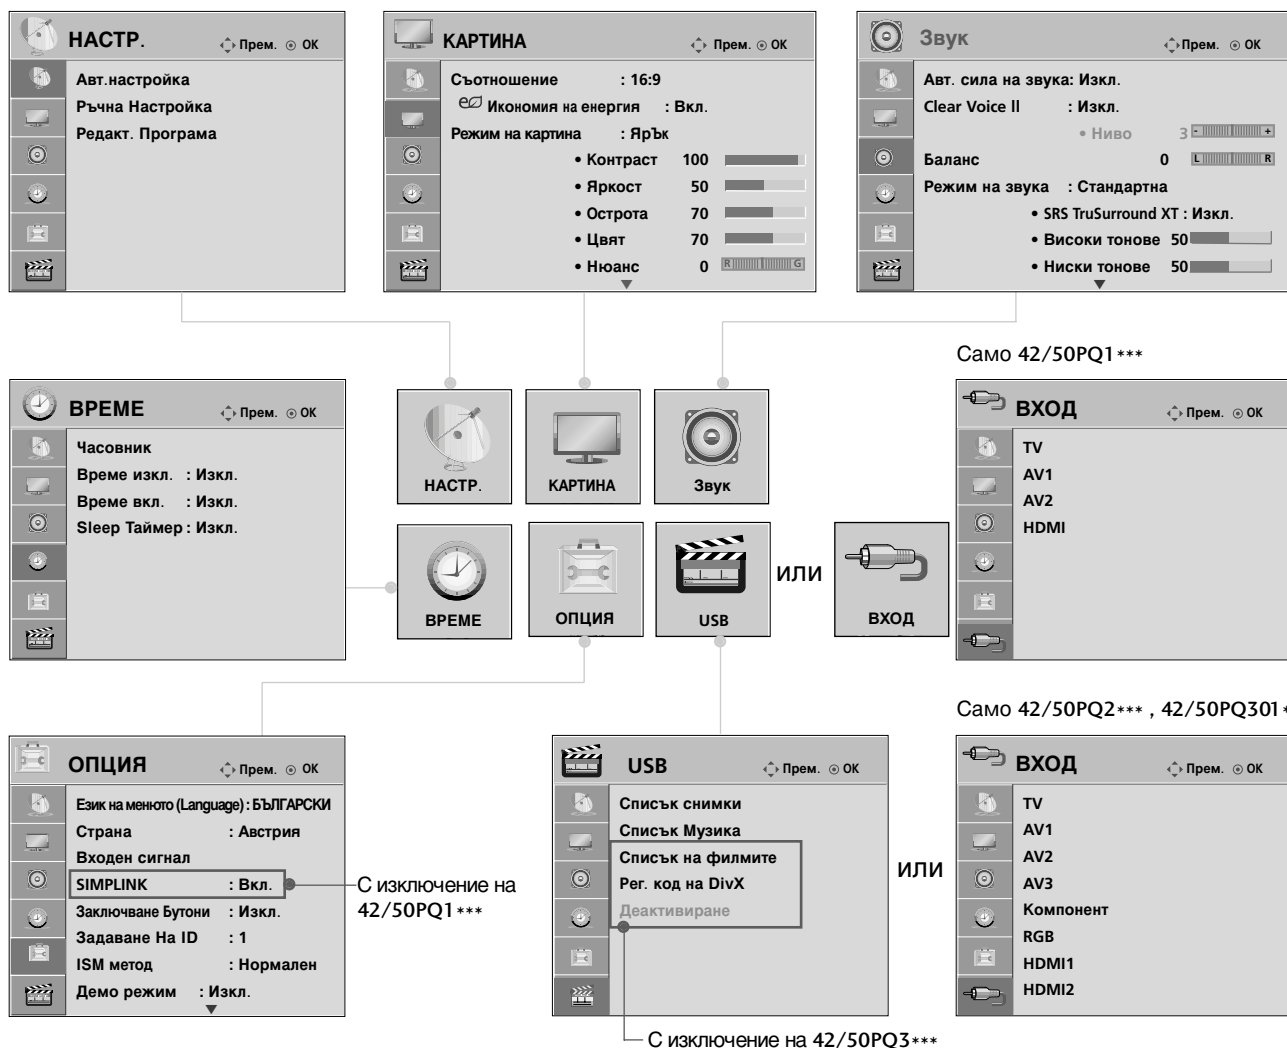 НАСТР. Прем. OK
Авт.настройка
Ръчна Настройка
Редакт. Програма
КАРТИНА Прем. OK
Съотношение : 16:9
Икономия на енергия : Вкл.
Режим на картина : ЯрЪк
• Контраст 100
• Яркост 50
• Острота 70
• Цвят 70
• Нюанс 0 R G
Звук Прем. OK
Авт. сила на звука: Изкл.
Clear Voice ll : Изкл.
• Ниво 3 - +
Баланс 0 L R
Режим на звука : Стандартна
• SRS TruSurround XT : Изкл.
• Високи тонове 50
• Ниски тонове 50
ВРЕМЕ Прем. OK
Часовник
Време изкл. : Изкл.
Време вкл. : Изкл.
Sleep Таймер : Изкл.
НАСТР.
КАРТИНА
Звук
ВРЕМЕ
ОПЦИЯ
USB
ИЛИ
ВХОД
Само 42/50PQ1***
ВХОД Прем. OK
TV
AV1
AV2
HDMI
ОПЦИЯ Прем. OK
Език на менюто (Language) : БЪЛГАРСКИ
Страна : Австрия
Входен сигнал
SIMPLINK : Вкл.
Заключване Бутони : Изкл.
Задаване На ID : 1
ISM метод : Нормален
Демо режим : Изкл.
С изключение на
42/50PQ1***
USB Прем. OK
Списък снимки
Списък Музика
Списък на филмите
Рег. код на DivX
Деактивиране
С изключение на 42/50PQ3***
ИЛИ
Само 42/50PQ2*** , 42/50PQ301*
ВХОД Прем. OK
TV
AV1
AV2
AV3
Компонент
RGB
HDMI1
HDMI2